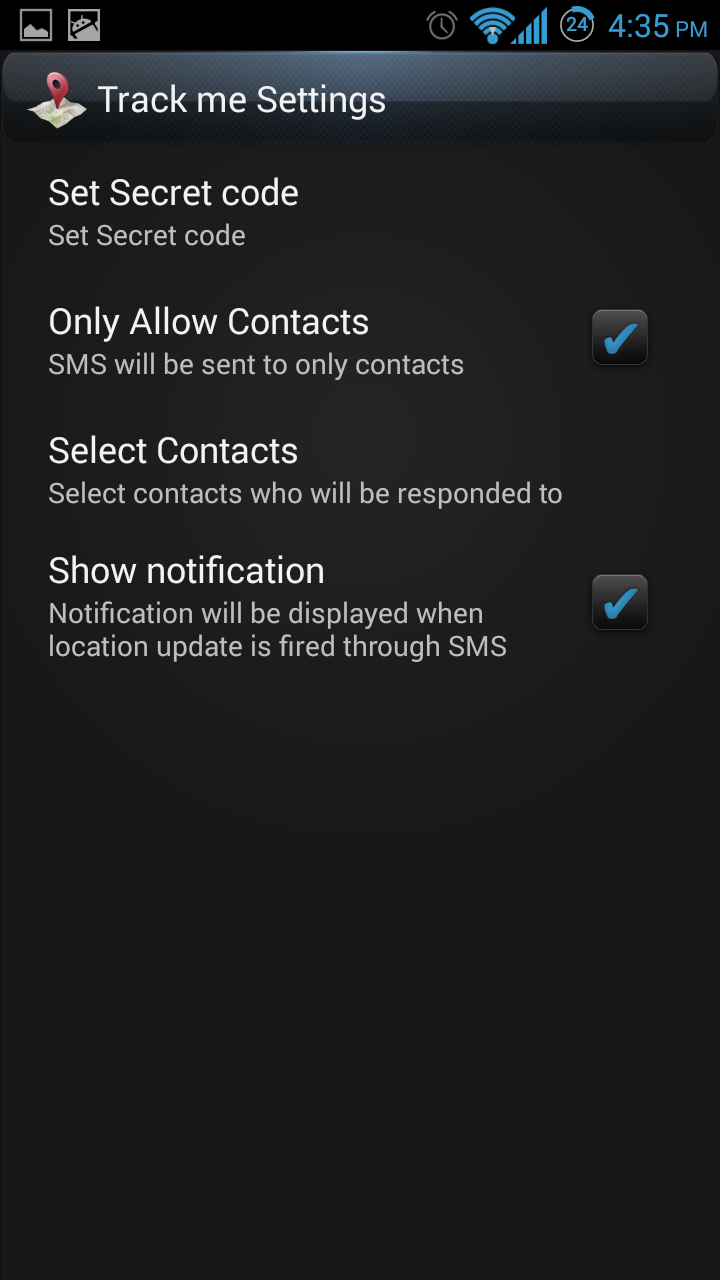 24 4:35 PM
Track me Settings
Set Secret code
Set Secret code
Only Allow Contacts
SMS will be sent to only contacts
Select Contacts
Select contacts who will be responded to
Show notification
Notification will be displayed when
location update is fired through SMS